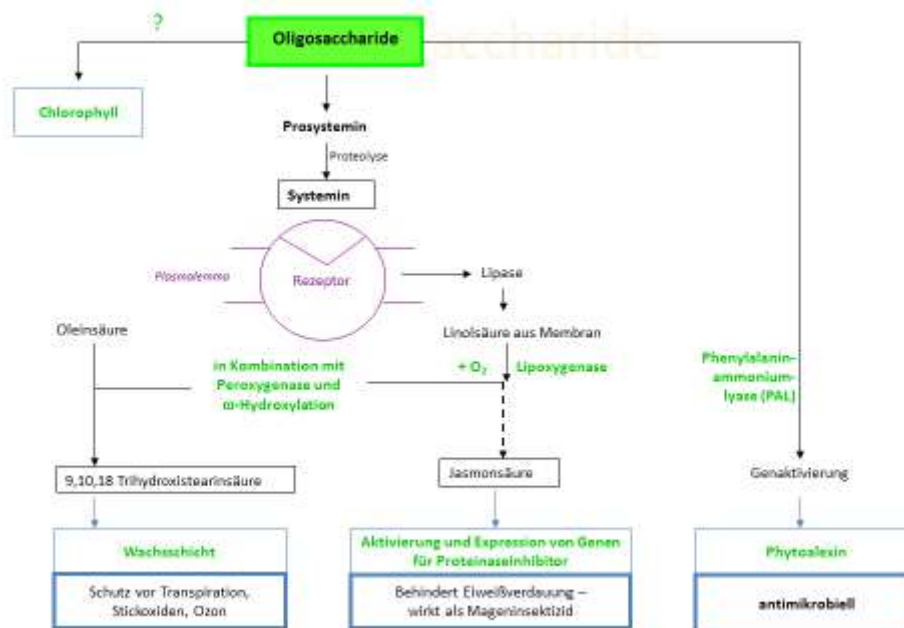 ?
Oligosaccharide
saccharide
Chlorophyll
Prosystemin
Proteolyse
Systemin
Plasmalemma
Rezeptor
Lipase
Oleinsäure
Linolsäure aus Membran
in Kombination mit
Peroxygenase und
ω-Hydroxylation
+ O₂
Lipoxygenase
Phenylalanin-
ammonium-
lyase (PAL)
9,10,18 Trihydroxistearinsäure
Jasmonsäure
Genaktivierung
Wachsschicht
Schutz vor Transpiration,
Stickoxiden, Ozon
Aktivierung und Expression von Genen
für Proteinaseinhibitor
Behindert Eiweißverdauung –
wirkt als Mageninsektizid
Phytoalexin
antimikrobiell